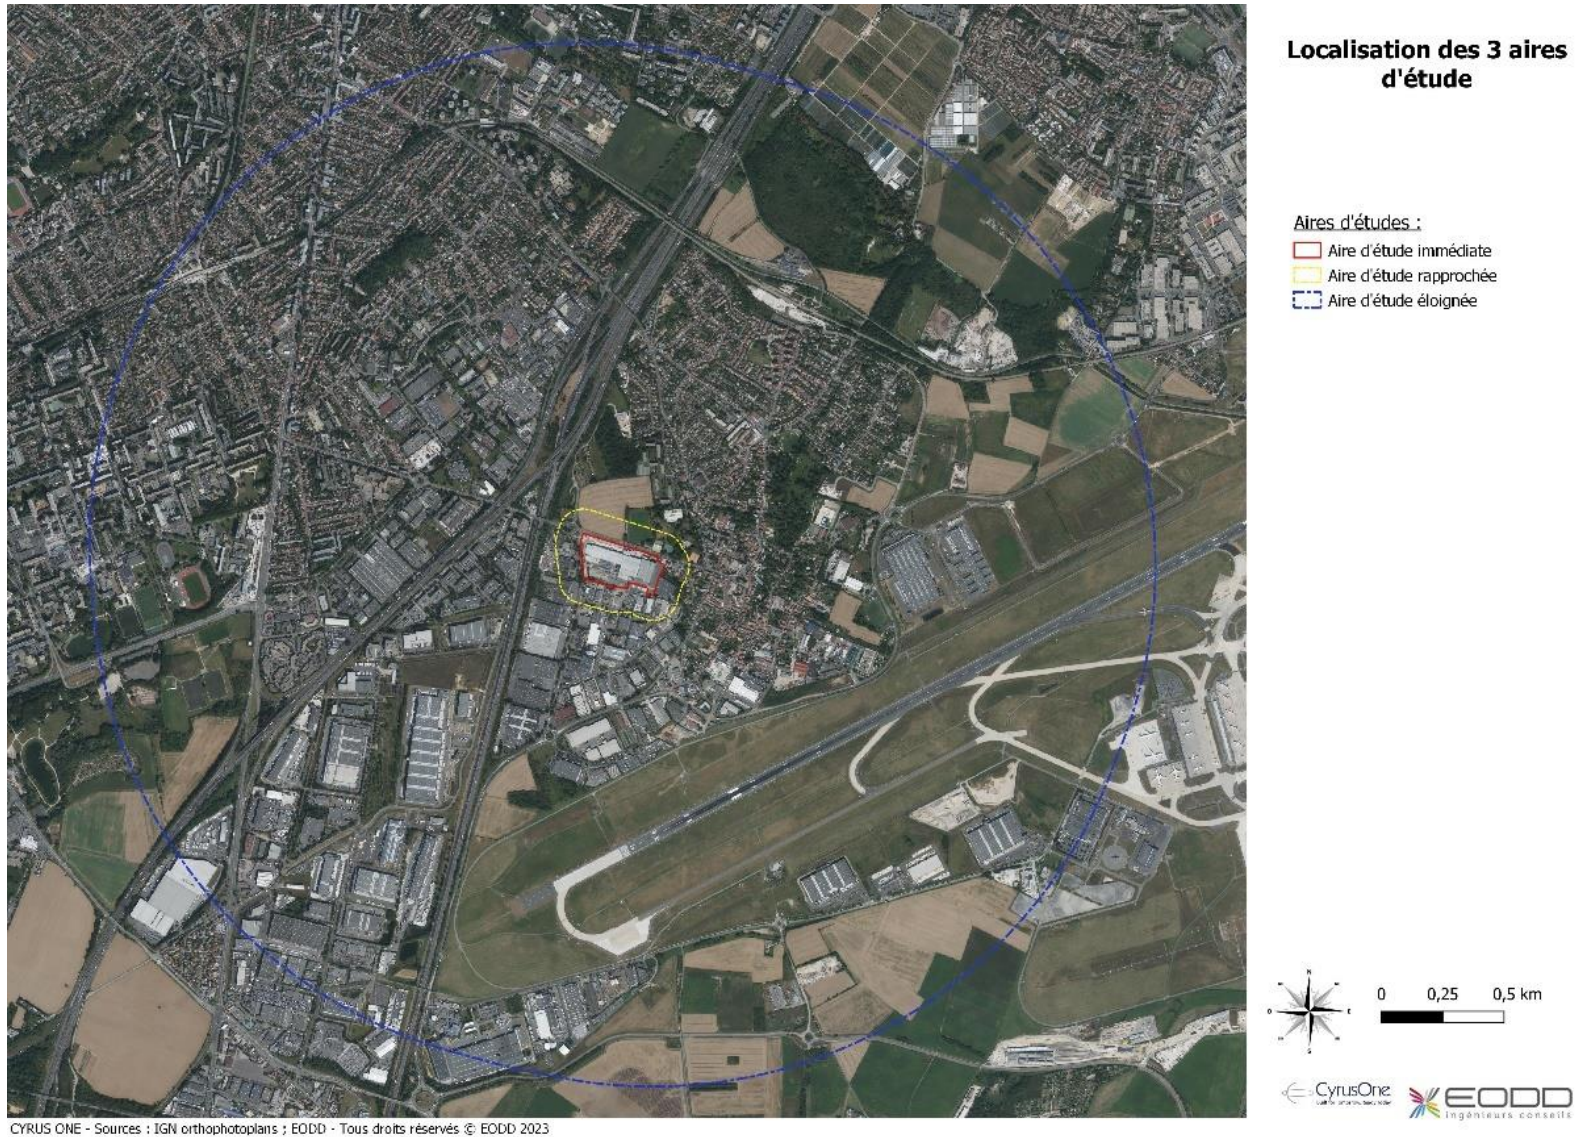 Localisation des 3 aires
d'étude
Aires d'études :
Aire d'étude immédiate
Aire d'étude rapprochée
Aire d'étude éloignée
N
O
E
S
0 0,25 0,5 km
CyrusOne
EODD
ingénieurs conseils
CYRUS ONE - Sources : IGN orthophotoplans ; EODD - Tous droits réservés © EODD 2023